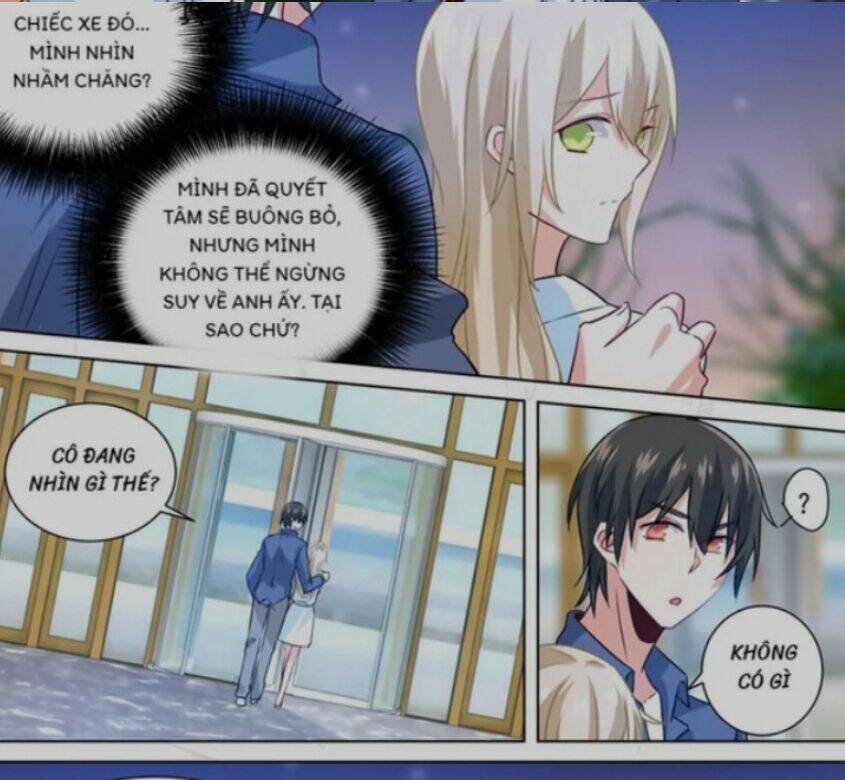 CHIẾC XE ĐÓ...
MÌNH NHÌN
NHẦM CHĂNG?
MÌNH ĐÃ QUYẾT
TÂM SẼ BUÔNG BỎ,
NHƯNG MÌNH
KHÔNG THỂ NGỪNG
SUY VỀ ANH ẤY. TẠI
SAO CHỨ?
CÔ ĐANG
NHÌN GÌ THẾ?
?
KHÔNG
CÓ GÌ